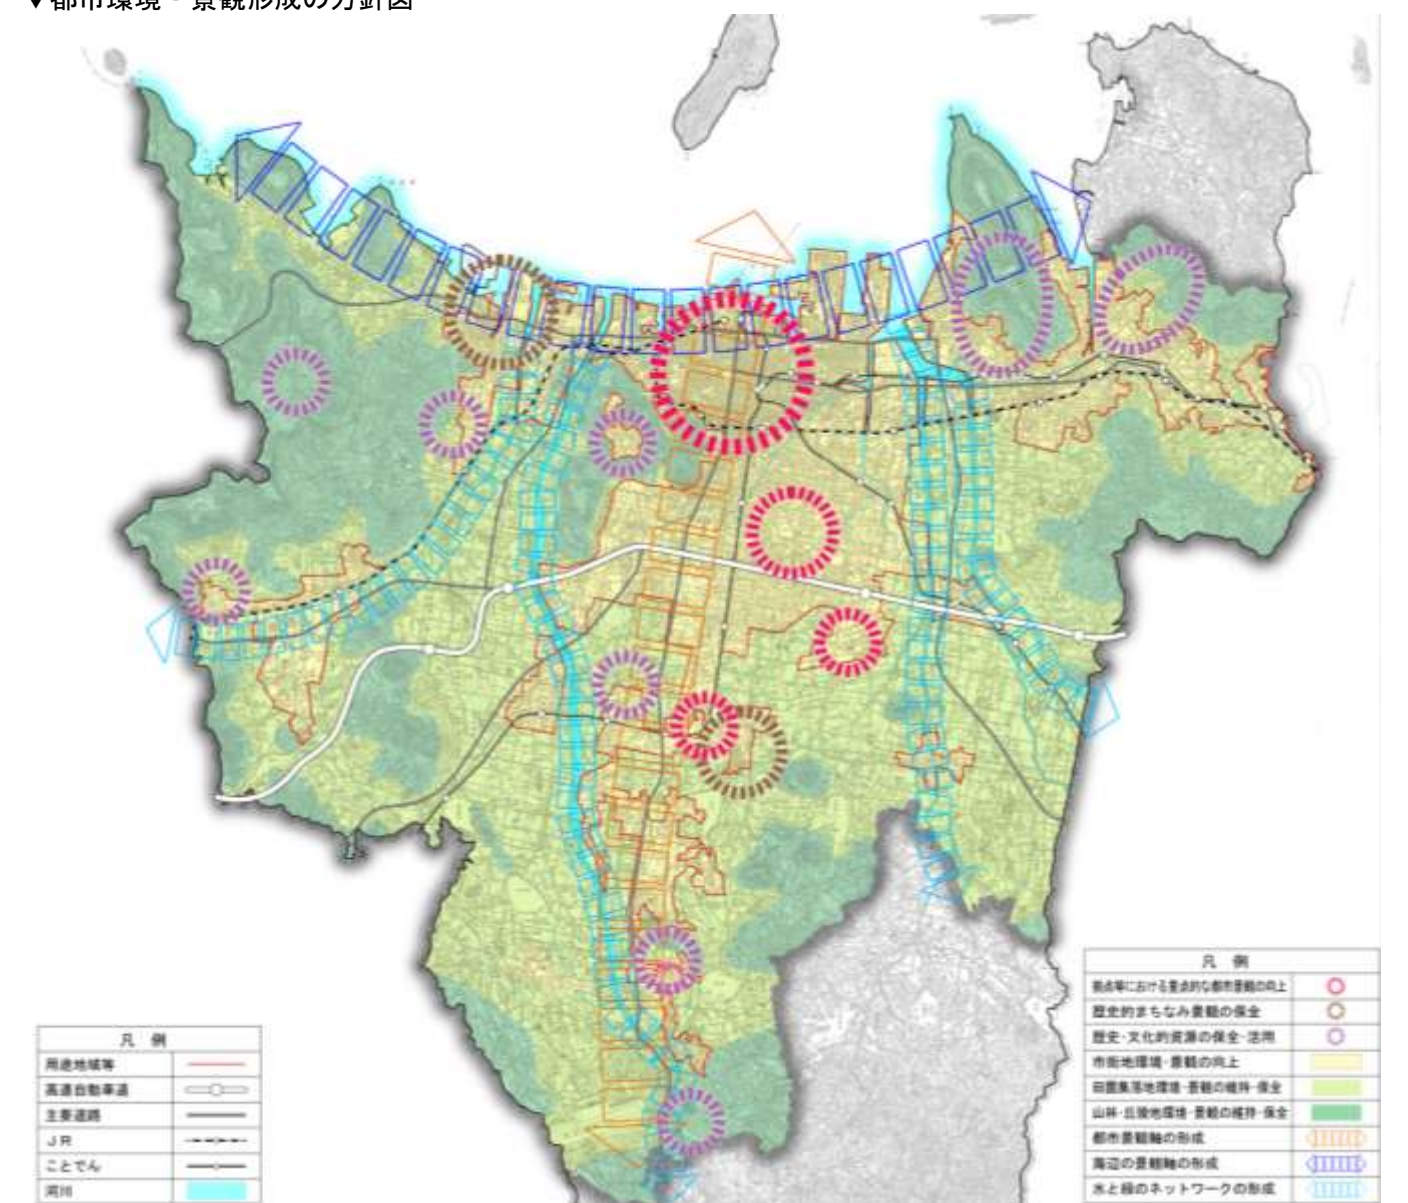 ▼都市環境・景観形成の方針図
凡 例
拠点等における重点的な都市景観の向上
歴史的まちなみ景観の保全
歴史・文化的資源の保全・活用
市街地環境・景観の向上
田園集落地環境・景観の維持・保全
山林・丘陵地環境・景観の維持・保全
都市景観軸の形成
海辺の景観軸の形成
水と緑のネットワークの形成
凡 例
用途地域等
高速自動車道
主要道路
ＪＲ
ことでん
河川